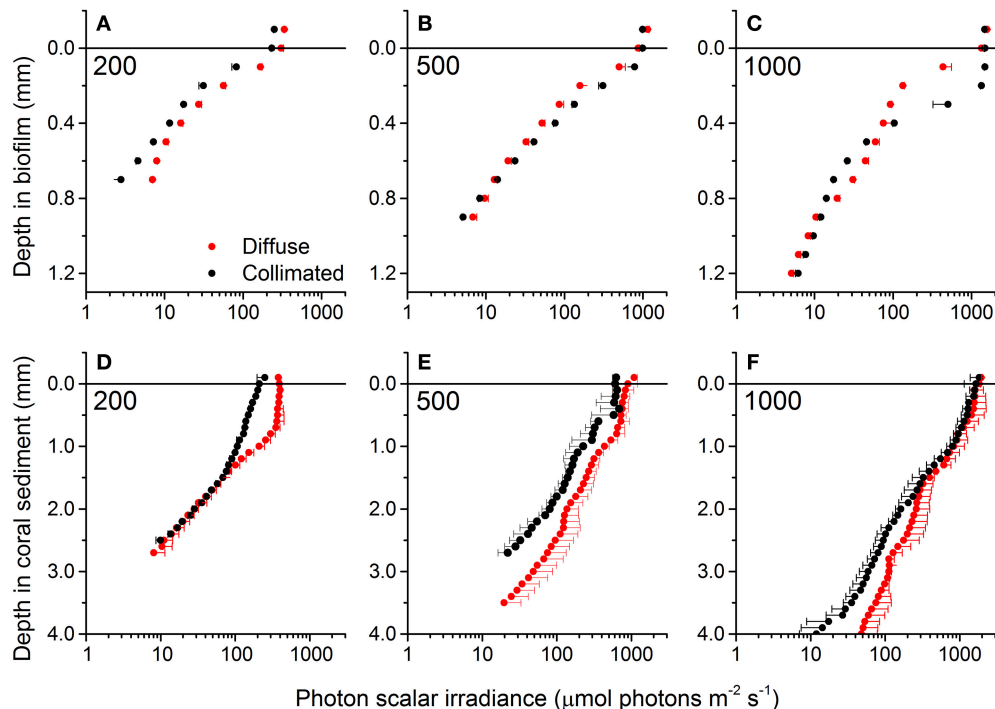 A B C
0.0
0.4
0.8
1.2
200 500 1000
Diffuse
Collimated
Depth in biofilm (mm)
1 10 100 1000 1 10 100 1000 1 10 100 1000
D E F
0.0
1.0
2.0
3.0
4.0
200 500 1000
Depth in coral sediment (mm)
1 10 100 1000 1 10 100 1000 1 10 100 1000
Photon scalar irradiance (μmol photons m⁻² s⁻¹)